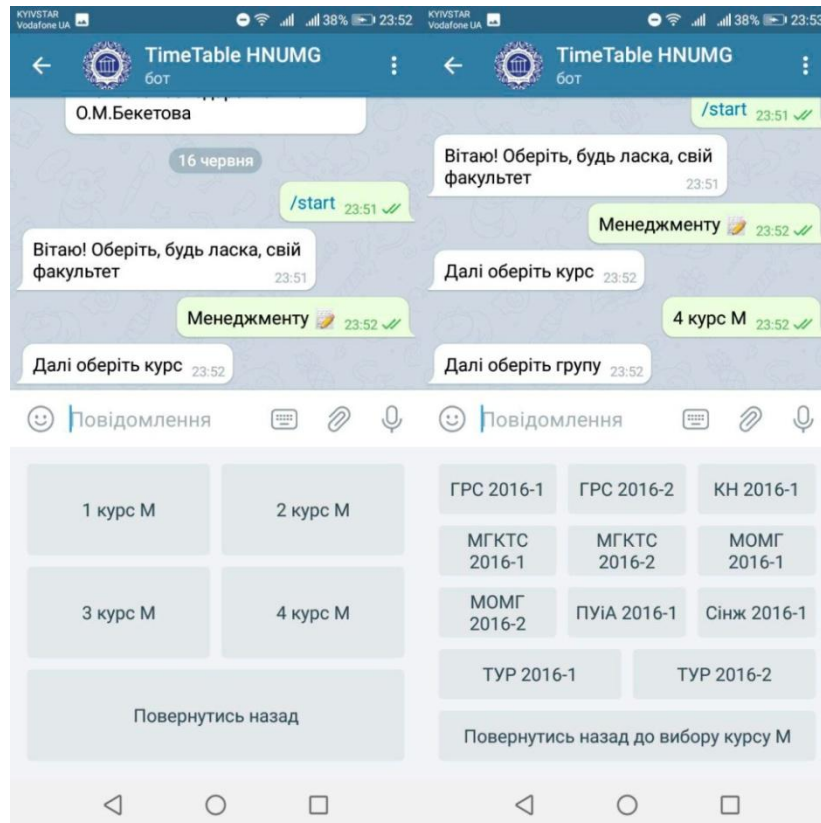 KYIVSTAR
Vodafone UA
38% 23:52
TimeTable HNUMG
бот
О.М.Бекетова
16 червня
/start 23:51
Вітаю! Оберіть, будь ласка, свій
факультет 23:51
Менеджменту 23:52
Далі оберіть курс 23:52
Повідомлення
1 курс М
2 курс М
3 курс М
4 курс М
Повернутись назад
KYIVSTAR
Vodafone UA
38% 23:53
TimeTable HNUMG
бот
/start 23:51
Вітаю! Оберіть, будь ласка, свій
факультет 23:51
Менеджменту 23:52
Далі оберіть курс 23:52
4 курс М 23:52
Далі оберіть групу 23:52
Повідомлення
ГРС 2016-1
ГРС 2016-2
КН 2016-1
МГКТС
2016-1
МГКТС
2016-2
МОМГ
2016-1
МОМГ
2016-2
ПУіА 2016-1
Сінж 2016-1
ТУР 2016-1
ТУР 2016-2
Повернутись назад до вибору курсу М